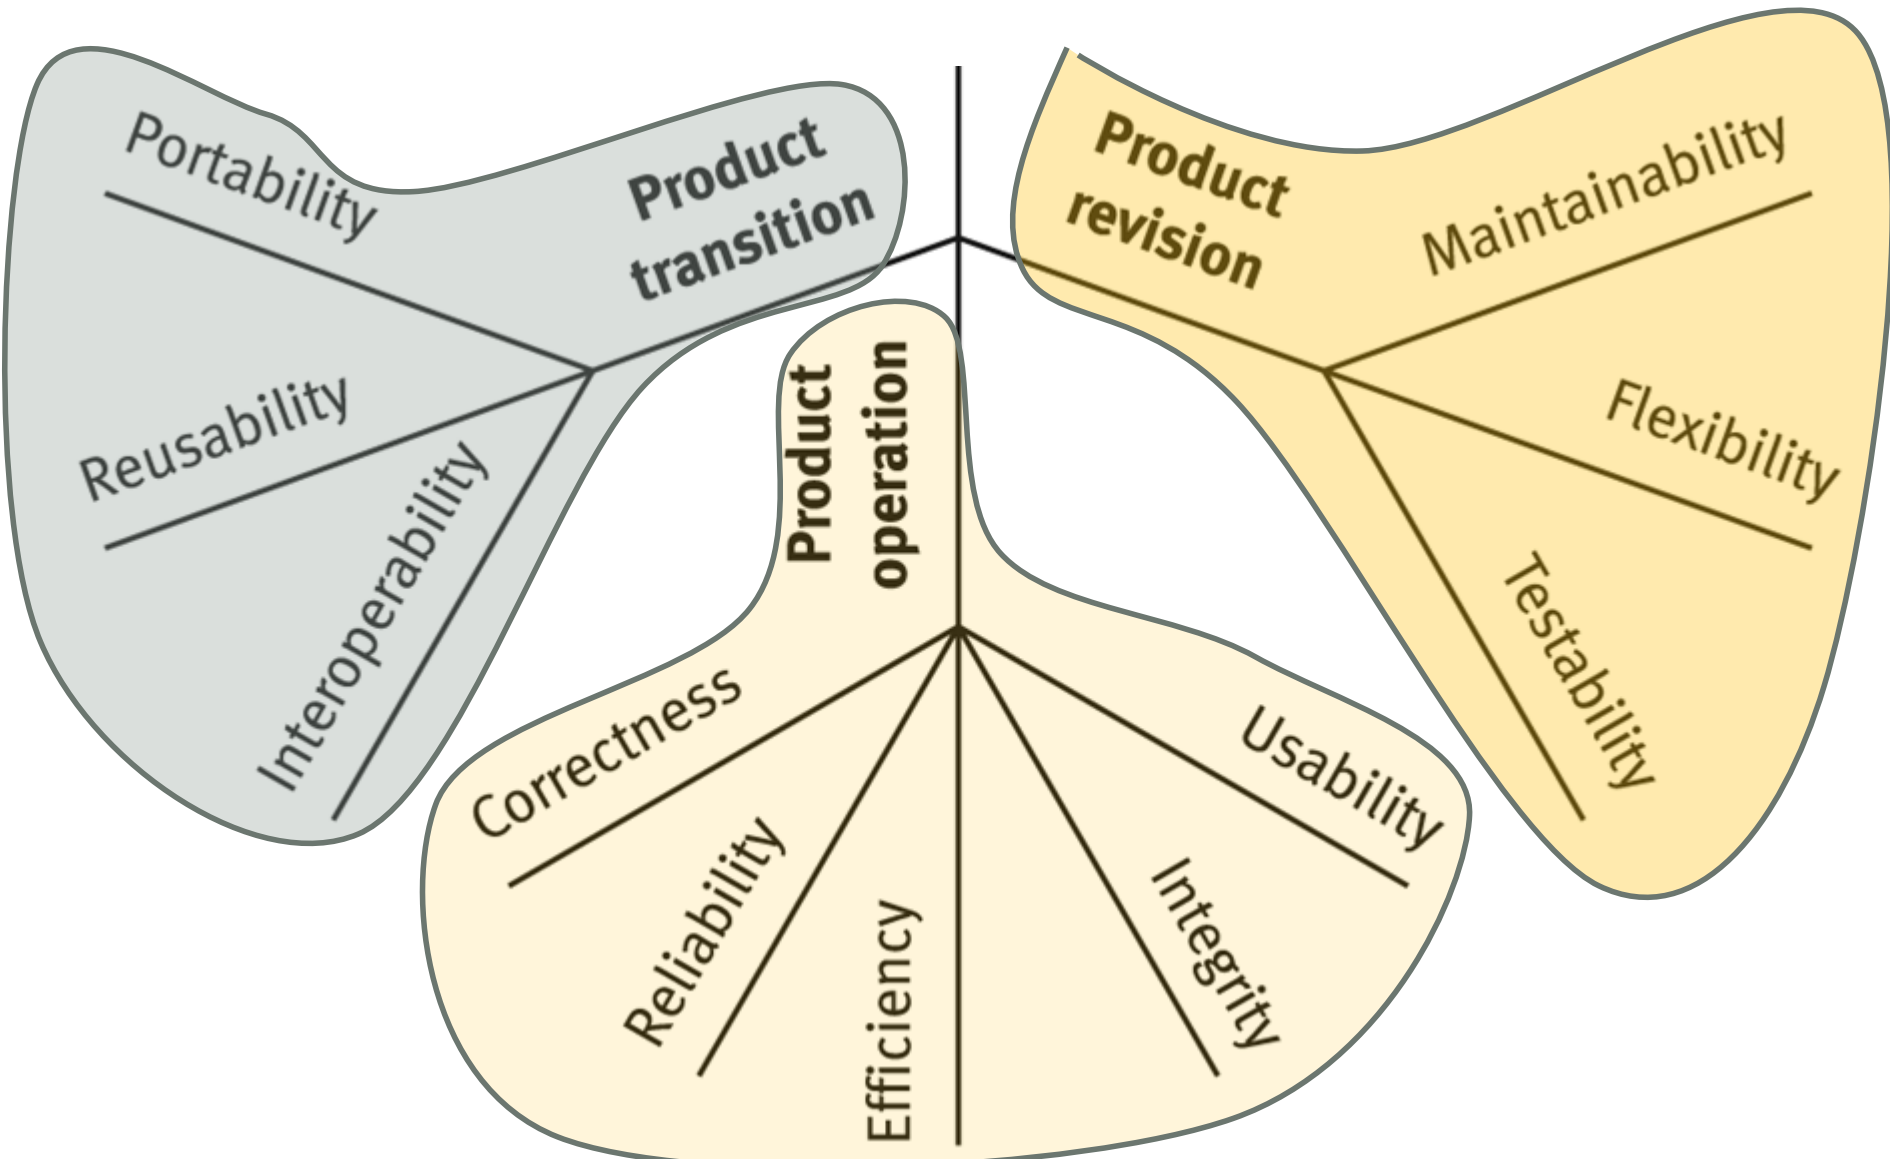 Portability
Product
transition
Reusability
Interoperability
Product
revision
Maintainability
Flexibility
Testability
Product
operation
Correctness
Reliability
Efficiency
Integrity
Usability